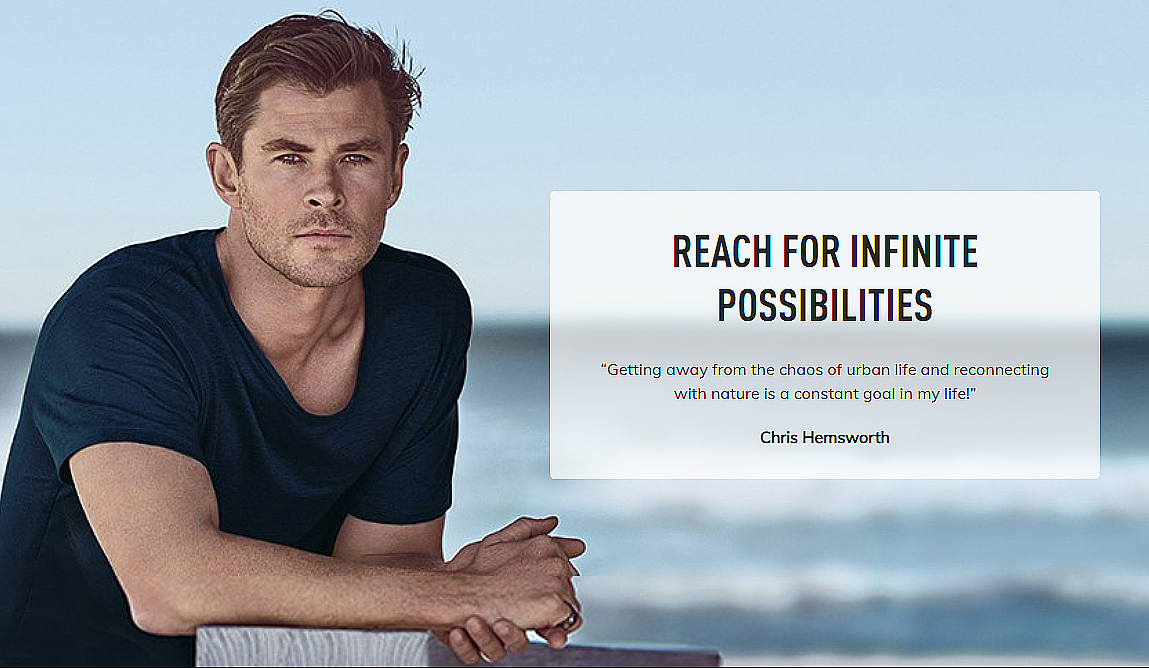 REACH FOR INFINITE
POSSIBILITIES
“Getting away from the chaos of urban life and reconnecting
with nature is a constant goal in my life!”
Chris Hemsworth